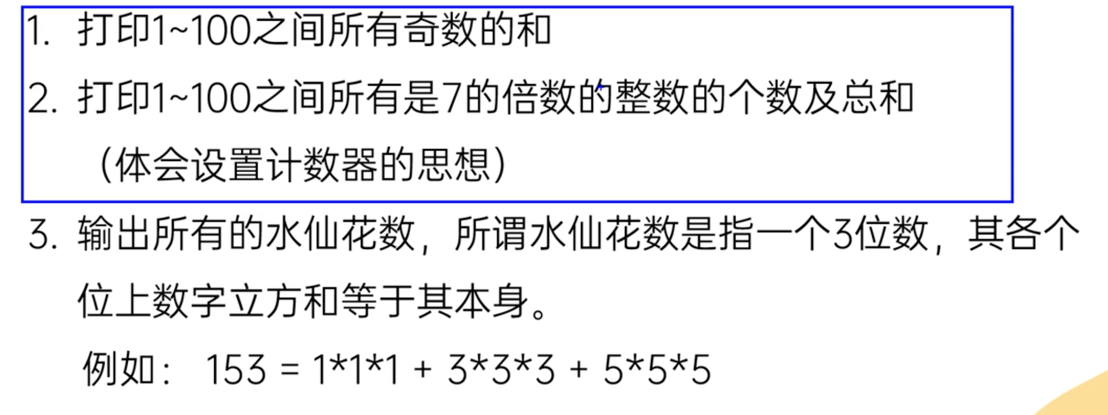 1. 打印1~100之间所有奇数的和
2. 打印1~100之间所有是7的倍数的整数的个数及总和
（体会设置计数器的思想）
3. 输出所有的水仙花数，所谓水仙花数是指一个3位数，其各个
位上数字立方和等于其本身。
例如： 153 = 1*1*1 + 3*3*3 + 5*5*5